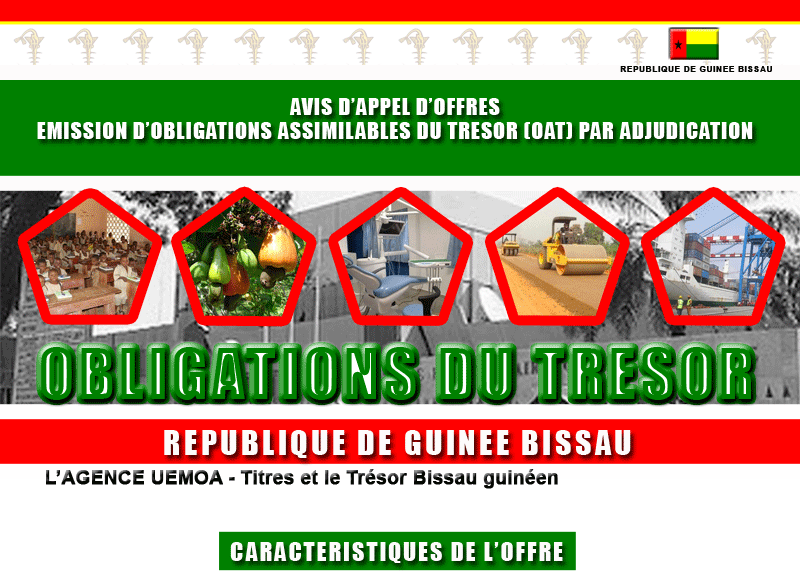 REPUBLIQUE DE GUINEE BISSAU
AVIS D'APPEL D'OFFRES
EMISSION D'OBLIGATIONS ASSIMILABLES DU TRESOR (OAT) PAR ADJUDICATION
OBLIGATIONS DU TRESOR
REPUBLIQUE DE GUINEE BISSAU
L'AGENCE UEMOA - Titres et le Trésor Bissau guinéen
CARACTERISTIQUES DE L'OFFRE